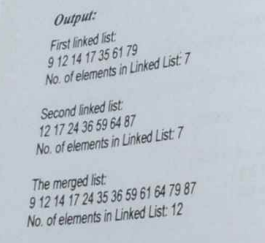 Output:
First linked list:
9 12 14 17 35 61 79
No. of elements in Linked List: 7
Second linked list:
12 17 24 36 59 64 87
No. of elements in Linked List: 7
The merged list:
9 12 14 17 24 35 36 59 61 64 79 87
No. of elements in Linked List: 12